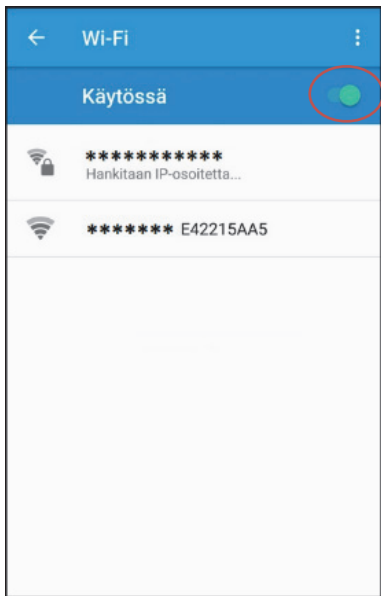 Wi-Fi
Käytössä
***********
Hankitaan IP-osoitetta...
******* E42215AA5